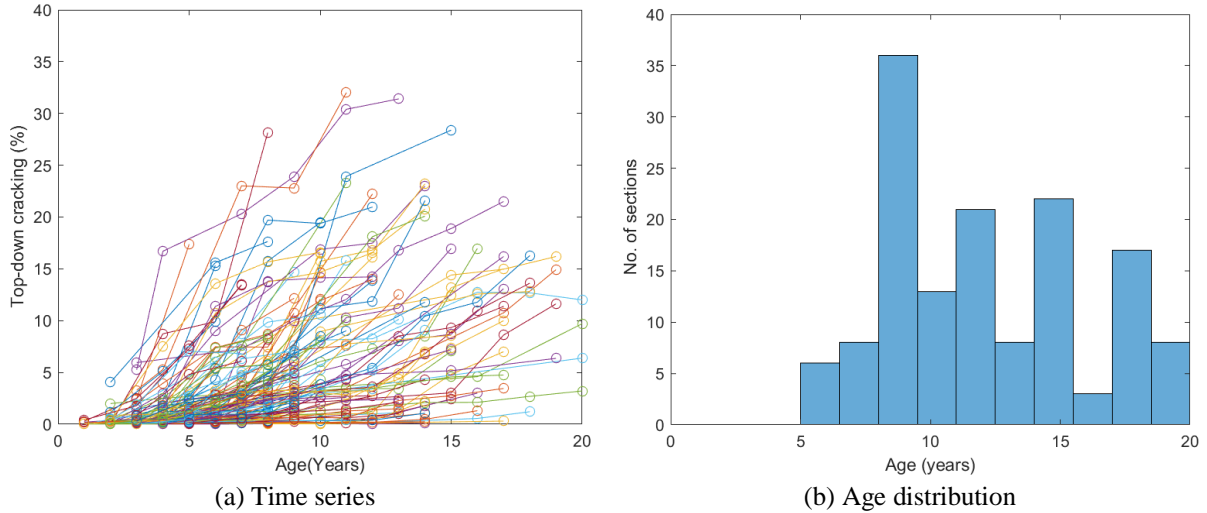 40
35
30
25
20
15
10
5
0
Top-down cracking (%)
0 5 10 15 20
Age(Years)
(a) Time series
40
35
30
25
20
15
10
5
0
No. of sections
0 5 10 15 20
Age (years)
(b) Age distribution